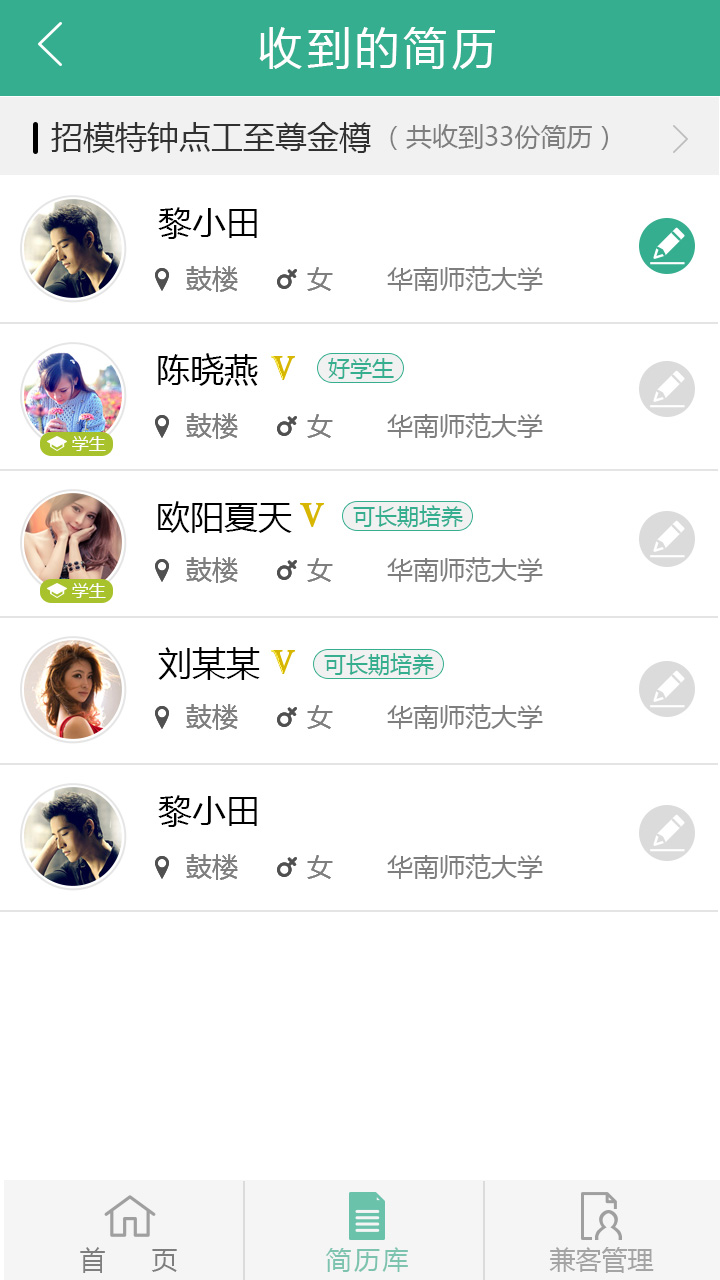 收到的简历
招模特钟点工至尊金樽（共收到33份简历）
黎小田
鼓楼 女 华南师范大学
陈晓燕 V 好学生
学生
鼓楼 女 华南师范大学
欧阳夏天 V 可长期培养
学生
鼓楼 女 华南师范大学
刘某某 V 可长期培养
鼓楼 女 华南师范大学
黎小田
鼓楼 女 华南师范大学
首 页 简历库 兼客管理